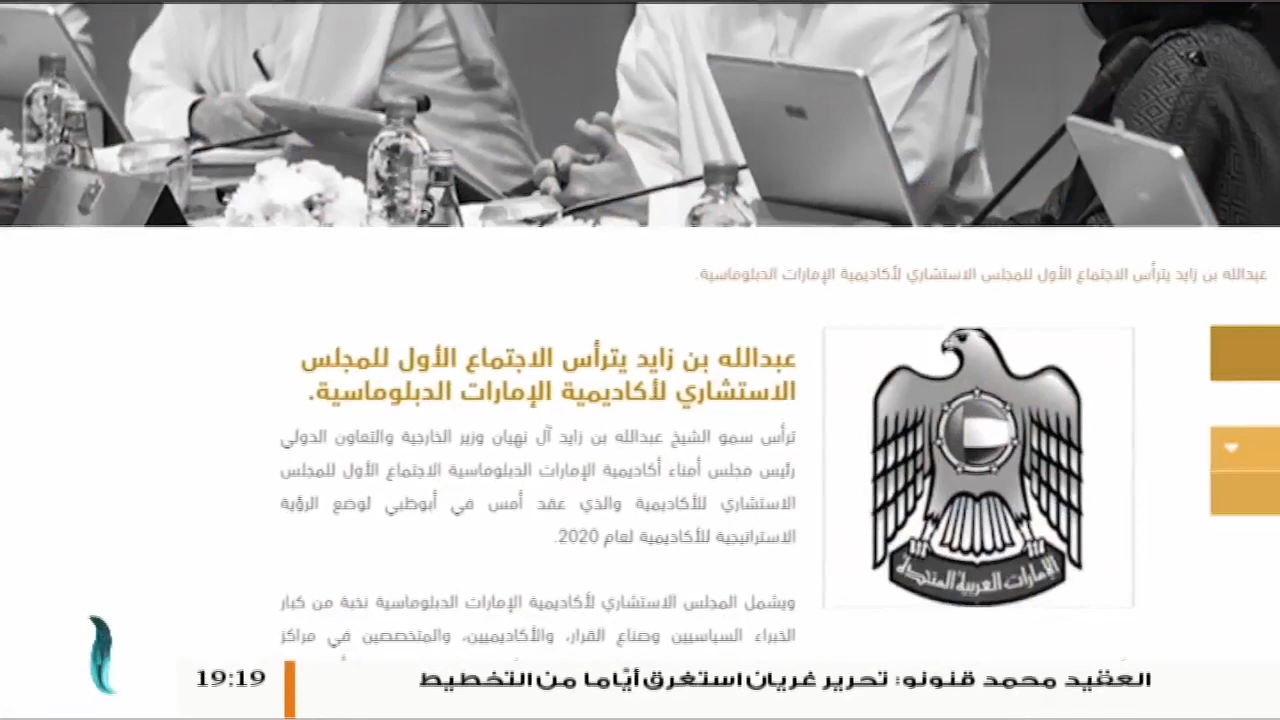 عبدالله بن زايد يترأس الاجتماع الأول للمجلس الاستشاري لأكاديمية الإمارات الدبلوماسية.
عبدالله بن زايد يترأس الاجتماع الأول للمجلس
الاستشاري لأكاديمية الإمارات الدبلوماسية.
ترأس سمو الشيخ عبدالله بن زايد آل نهيان وزير الخارجية والتعاون الدولي
رئيس مجلس أمناء أكاديمية الإمارات الدبلوماسية الاجتماع الأول للمجلس
الاستشاري للأكاديمية والذي عقد أمس في أبوظبي لوضع الرؤية
الاستراتيجية للأكاديمية لعام 2020.
الإمارات العربية المتحدة
ويشمل المجلس الاستشاري لأكاديمية الإمارات الدبلوماسية نخبة من كبار
الخبراء السياسيين وصناع القرار، والأكاديميين، والمتخصصين في مراكز
العقيد محمد قنونو: تحرير غريان استغرق أيَّاما من التخطيط
19:19